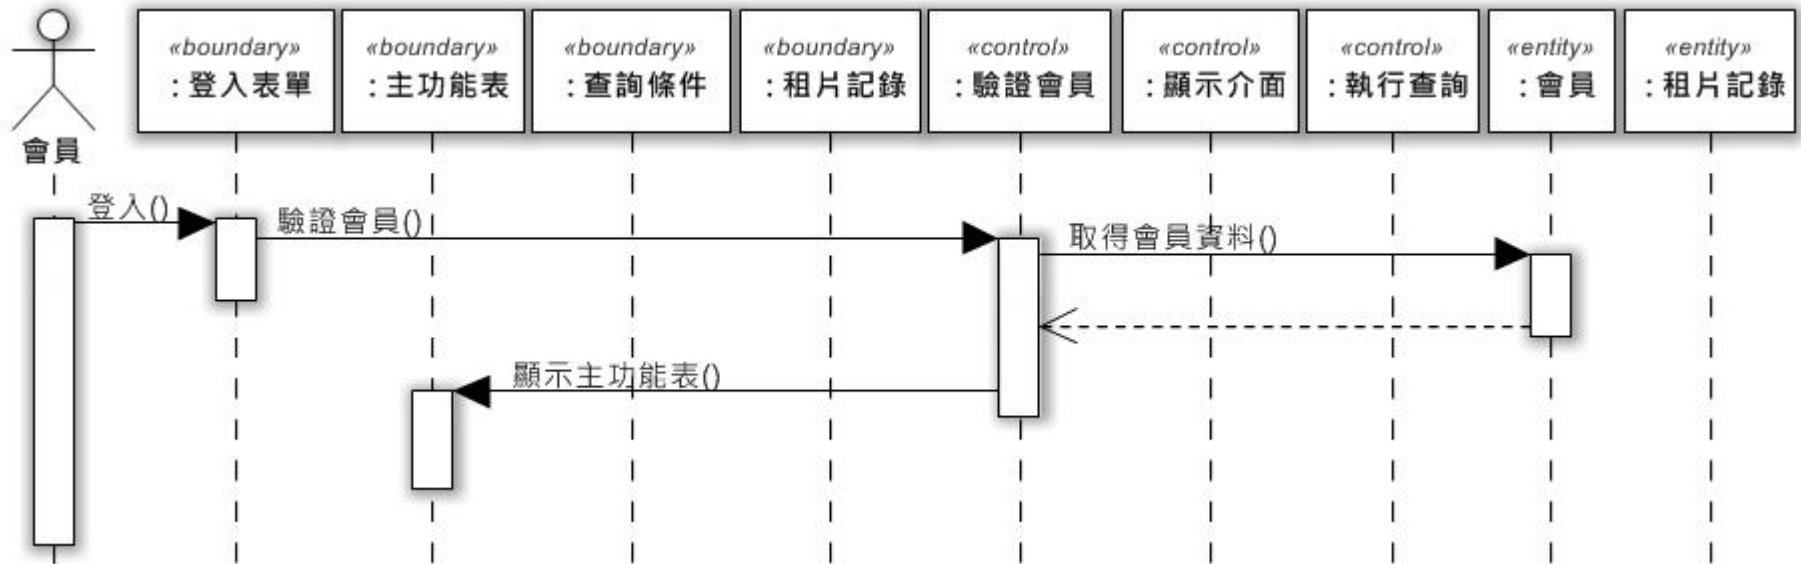 «boundary»
: 登入表單
«boundary»
: 主功能表
«boundary»
: 查詢條件
«boundary»
: 租片記錄
«control»
: 驗證會員
«control»
: 顯示介面
«control»
: 執行查詢
«entity»
: 會員
«entity»
: 租片記錄
會員
登入()
驗證會員()
取得會員資料()
顯示主功能表()